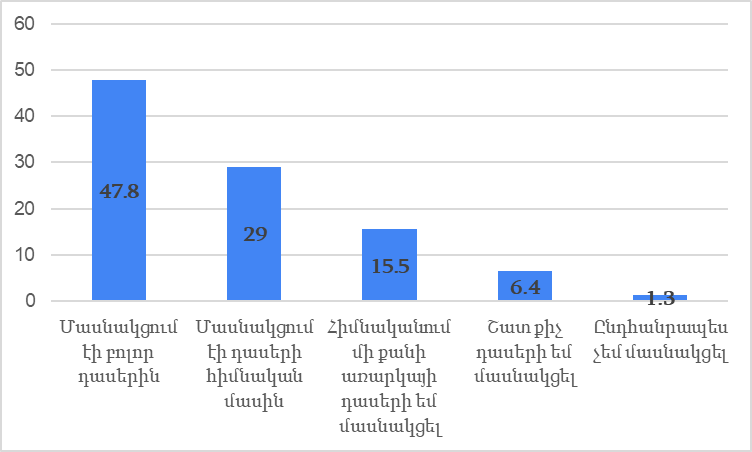 60
50
40
30
20
10
0
47.8
29
15.5
6.4
1.3
Մասնակցում
էի բոլոր
դասերին
Մասնակցում
էի դասերի
հիմնական
մասին
Հիմնականում
մի քանի
առարկայի
դասերի եմ
մասնակցել
Շատ քիչ
դասերի եմ
մասնակցել
Ընդհանրապես
չեմ մասնակցել